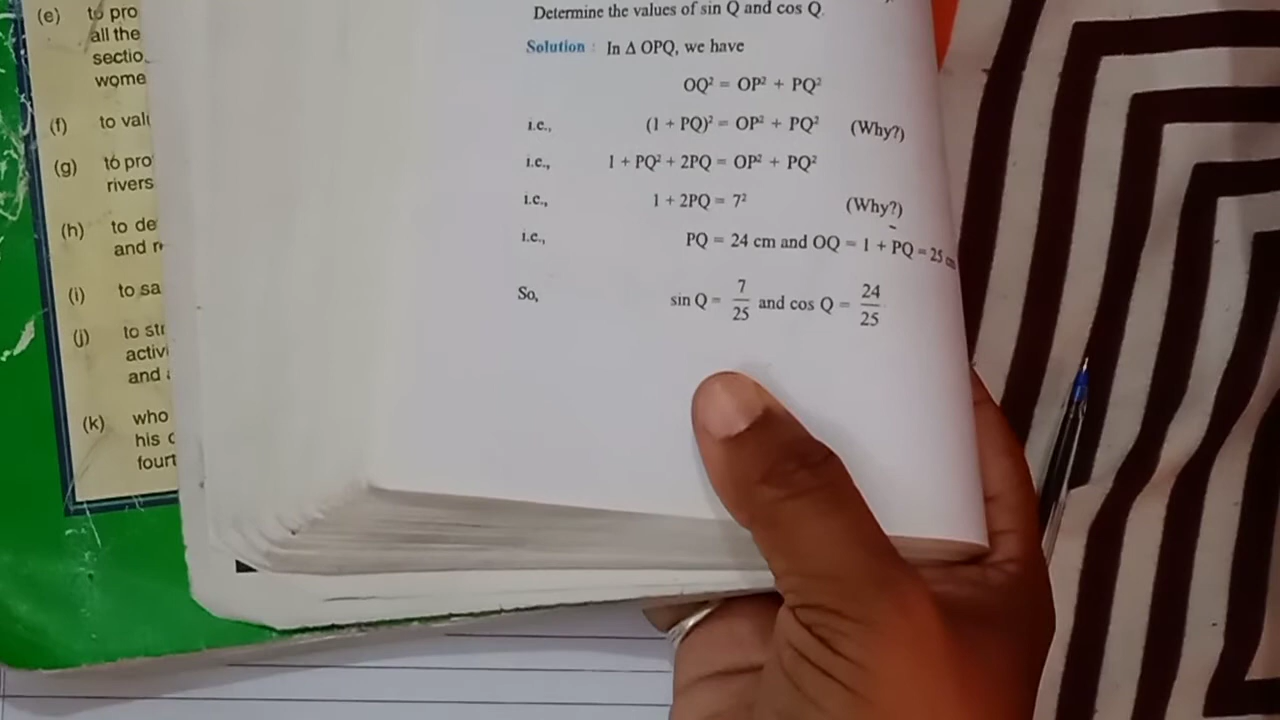 (e) to pro
all the
sectio
wome
(f) to val
(g) to pro
rivers
(h) to de
and r
(i) to sa
(j) to str
activi
and
(k) who
his c
fourt
Determine the values of sin Q and cos Q.
Solution : In Δ OPQ, we have
OQ² = OP² + PQ²
i.e., (1 + PQ)² = OP² + PQ² (Why?)
i.e., 1 + PQ² + 2PQ = OP² + PQ²
i.e., 1 + 2PQ = 7² (Why?)
i.e., PQ = 24 cm and OQ = 1 + PQ = 25 cm
So, sin Q = 7/25 and cos Q = 24/25